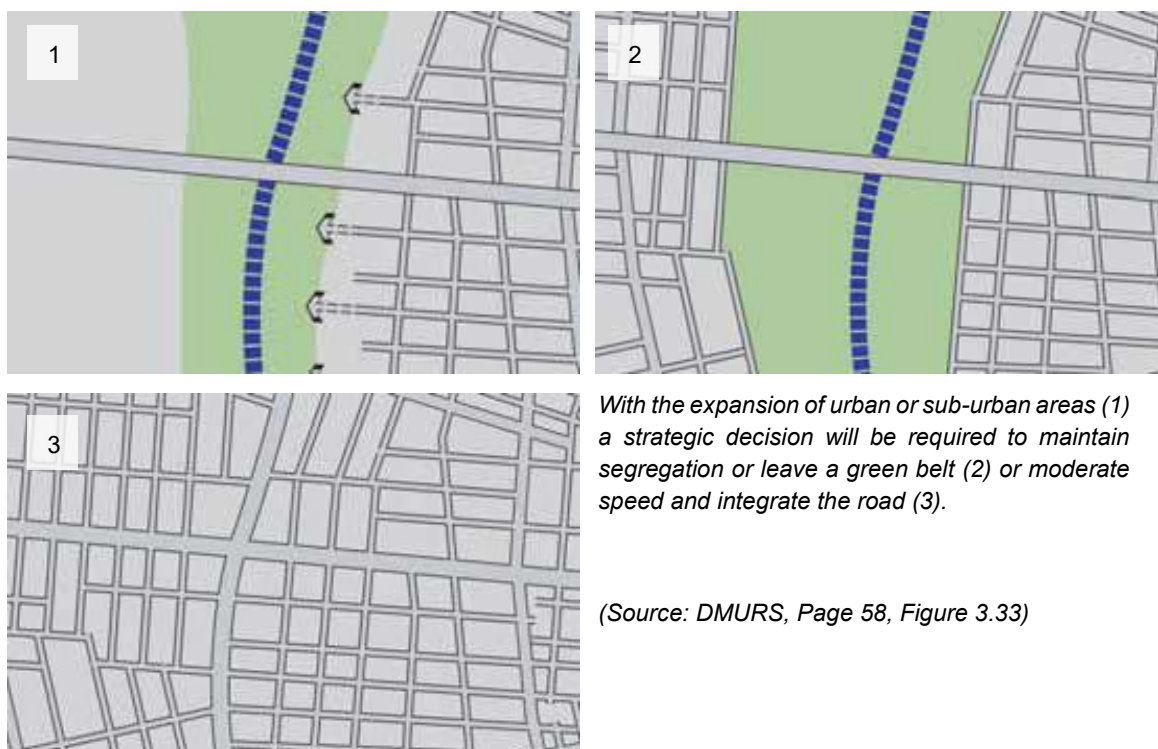 1
2
3
With the expansion of urban or sub-urban areas (1)
a strategic decision will be required to maintain
segregation or leave a green belt (2) or moderate
speed and integrate the road (3).
(Source: DMURS, Page 58, Figure 3.33)